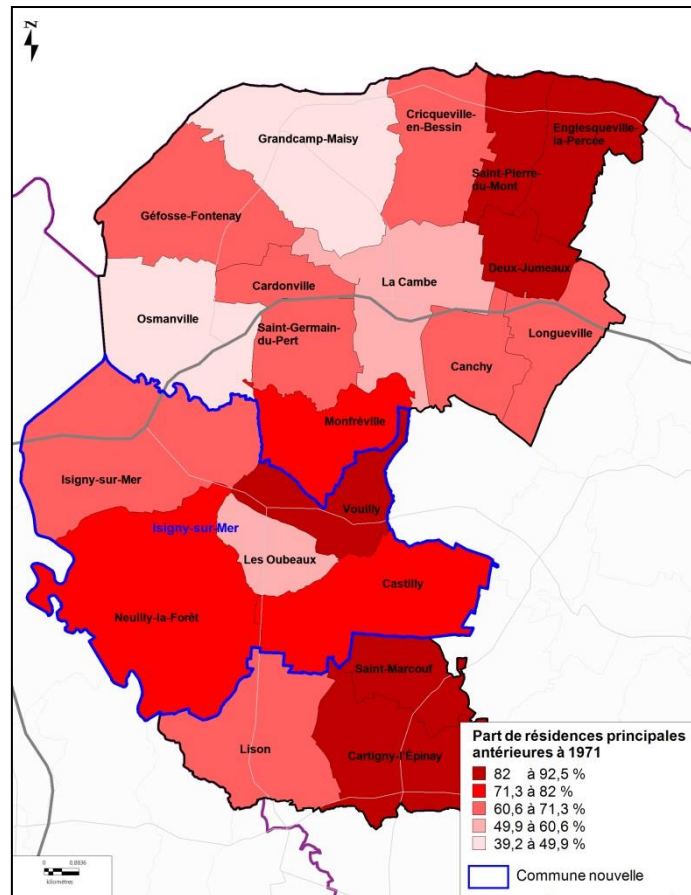 N
Cricqueville-
en-Bessin
Englesqueville-
la-Percée
Grandcamp-Maisy
Saint-Pierre-
du-Mont
Géfosse-Fontenay
Deux-Jumeaux
La Cambe
Cardonville
Osmanville
Saint-Germain-
du-Pert
Longueville
Canchy
Monfréville
Isigny-sur-Mer
Vouilly
Isigny-sur-Mer
Les Oubeaux
Castilly
Neuilly-la-Forêt
Saint-Marcouf
Lison
Cartigny-l'Épinay
Part de résidences principales
antérieures à 1971
82 à 92,5 %
71,3 à 82 %
60,6 à 71,3 %
49,9 à 60,6 %
39,2 à 49,9 %
Commune nouvelle
0
kilomètres